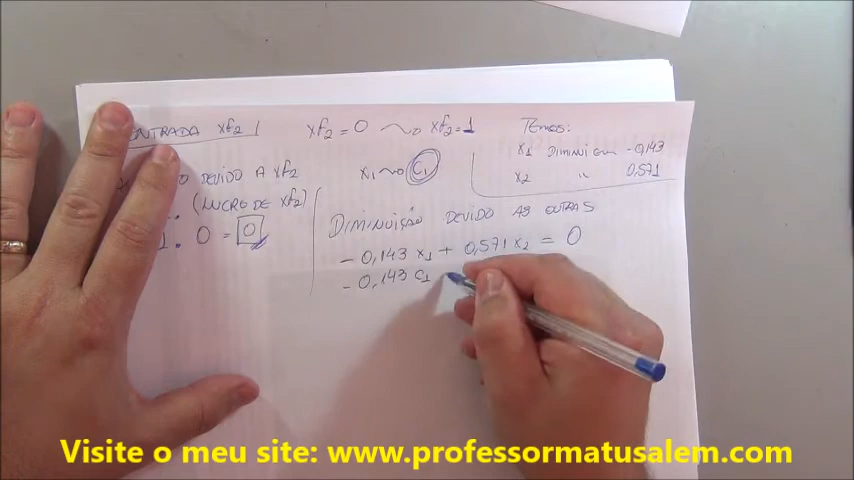 ENTRADA xf2 1 xf2 = 0 ~> xf2 = 1
Temos:
x1 DIMINUI em -0,143
x2 " 0,571
DEVIDO A xf2
x1 ~> C1
(LUCRO DE xf2)
1. 0 = 0
DIMINUIÇÃO DEVIDO AS OUTRAS
- 0,143 x1 + 0,571 x2 = 0
- 0,143 C1
Visite o meu site: www.professormatusalem.com